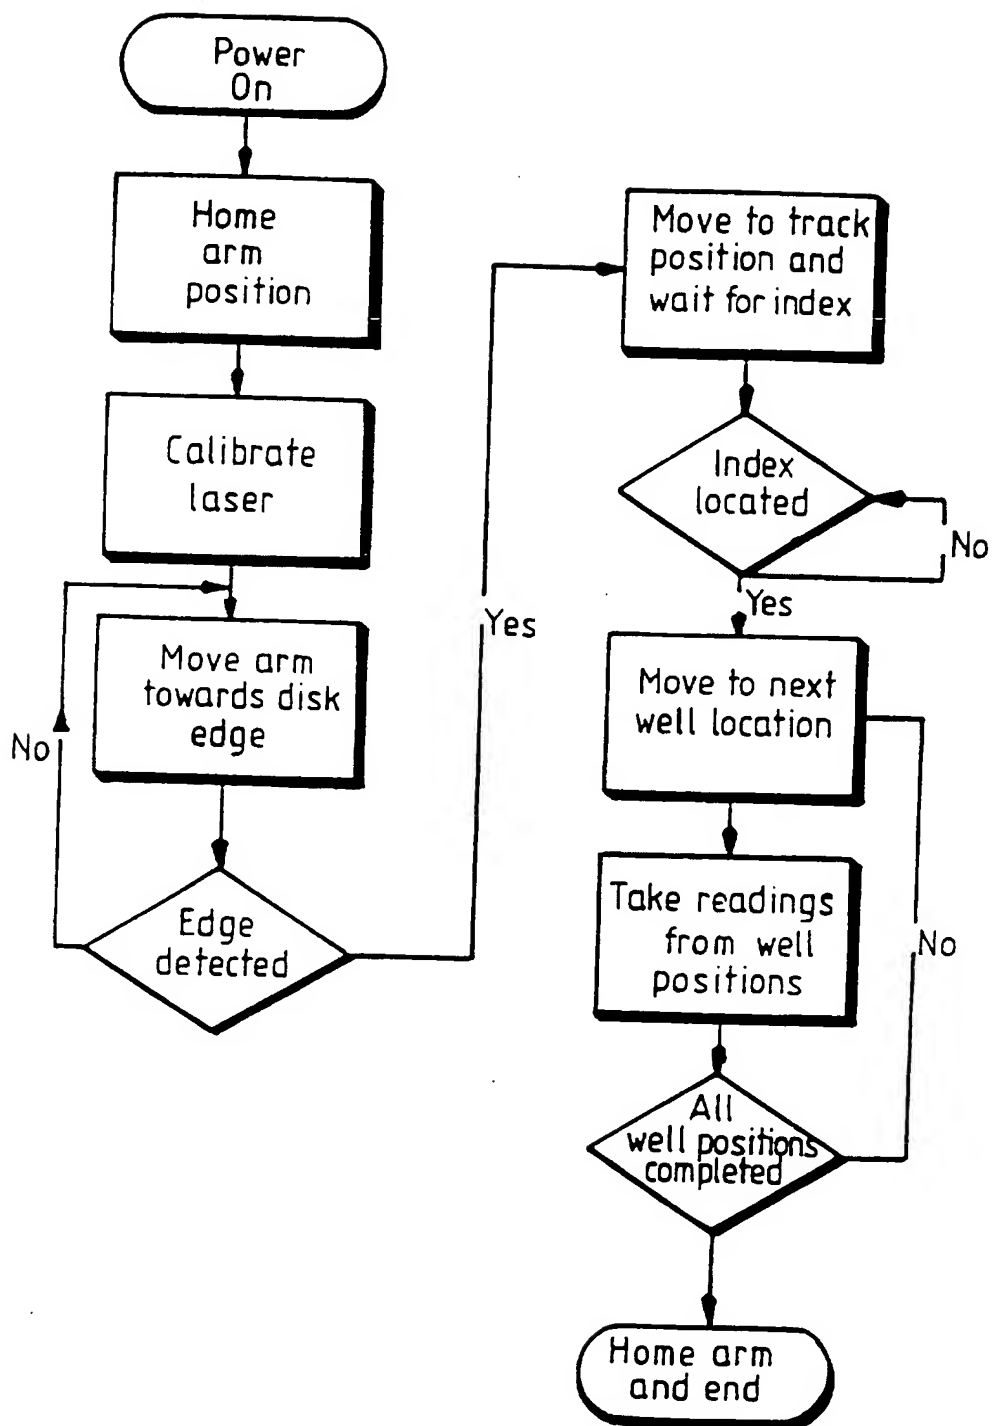 Power
On
Home
arm
position
Calibrate
laser
Move arm
towards disk
edge
No
Edge
detected
Yes
Move to track
position and
wait for index
Index
located
No
Yes
Move to next
well location
Take readings
from well
positions
No
All
well positions
completed
Home arm
and end